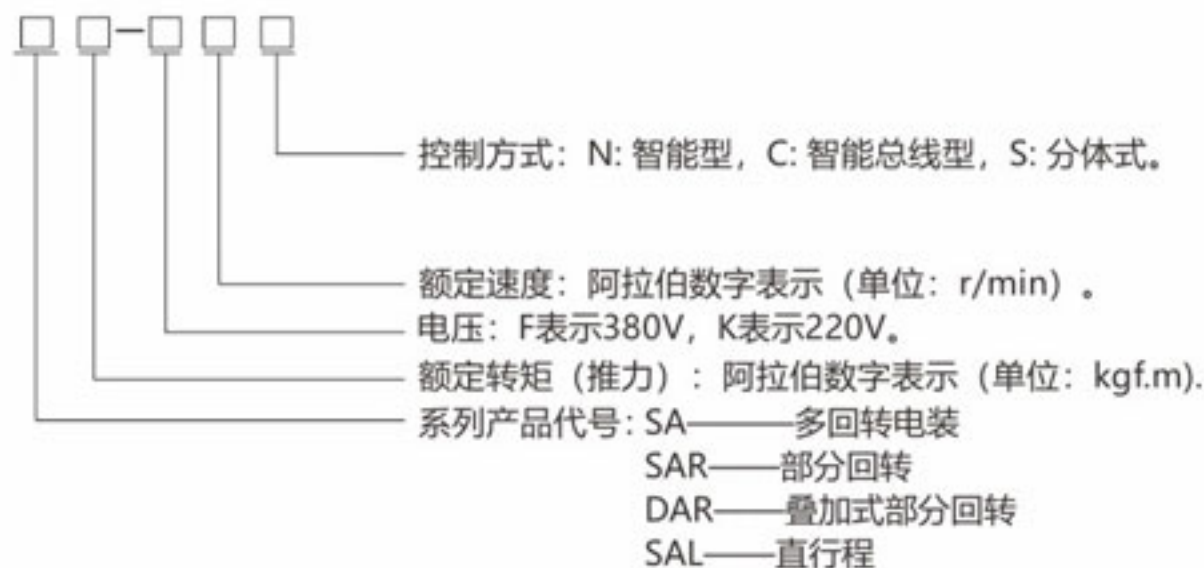 □ □-□ □ □
控制方式：N: 智能型，C: 智能总线型，S: 分体式。
额定速度：阿拉伯数字表示（单位：r/min）。
电压：F表示380V，K表示220V。
额定转矩（推力）：阿拉伯数字表示（单位：kgf.m).
系列产品代号: SA——多回转电装
SAR——部分回转
DAR——叠加式部分回转
SAL——直行程